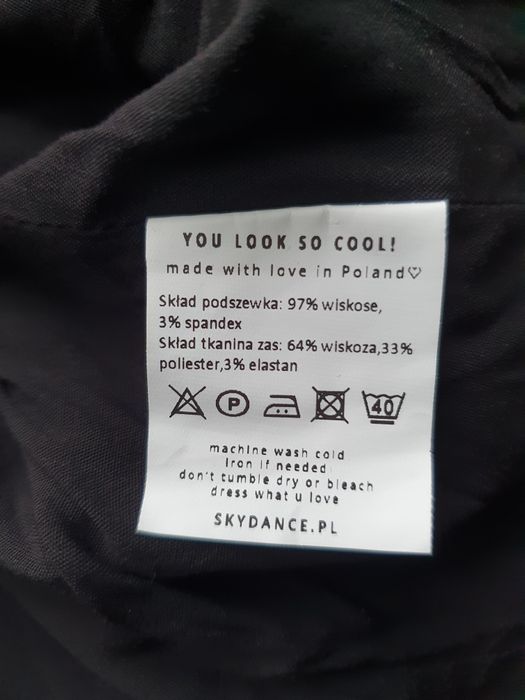 YOU LOOK SO COOL!
made with love in Poland♡
Skład podszewka: 97% wiskose,
3% spandex
Skład tkanina zas: 64% wiskoza,33%
poliester,3% elastan
P 40
machine wash cold
Iron if needed
don't tumble dry or bleach
dress what u love
SKYDANCE.PL